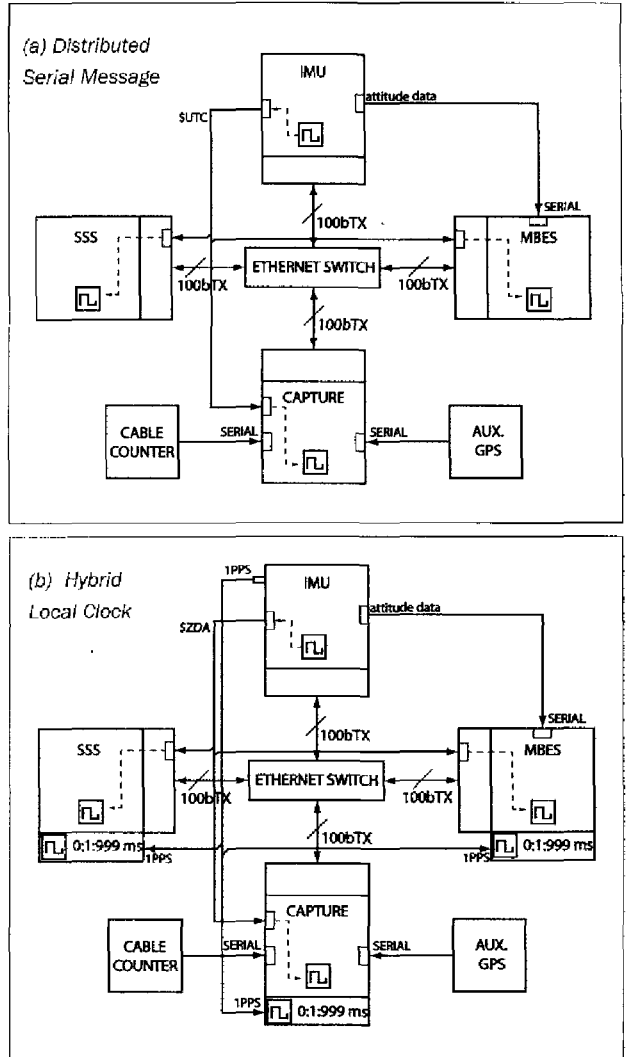 (a) Distributed
Serial Message
IMU
attitude data
$UTC
100bTX
SERIAL
SSS
MBES
ETHERNET SWITCH
100bTX
100bTX
100bTX
CAPTURE
CABLE
COUNTER
SERIAL
SERIAL
AUX.
GPS
(b) Hybrid
Local Clock
1PPS
IMU
attitude data
$ZDA
100bTX
SERIAL
SSS
MBES
ETHERNET SWITCH
100bTX
100bTX
0:1:999 ms
1PPS
100bTX
1PPS
0:1:999 ms
CAPTURE
CABLE
COUNTER
SERIAL
SERIAL
AUX.
GPS
1PPS
0:1:999 ms